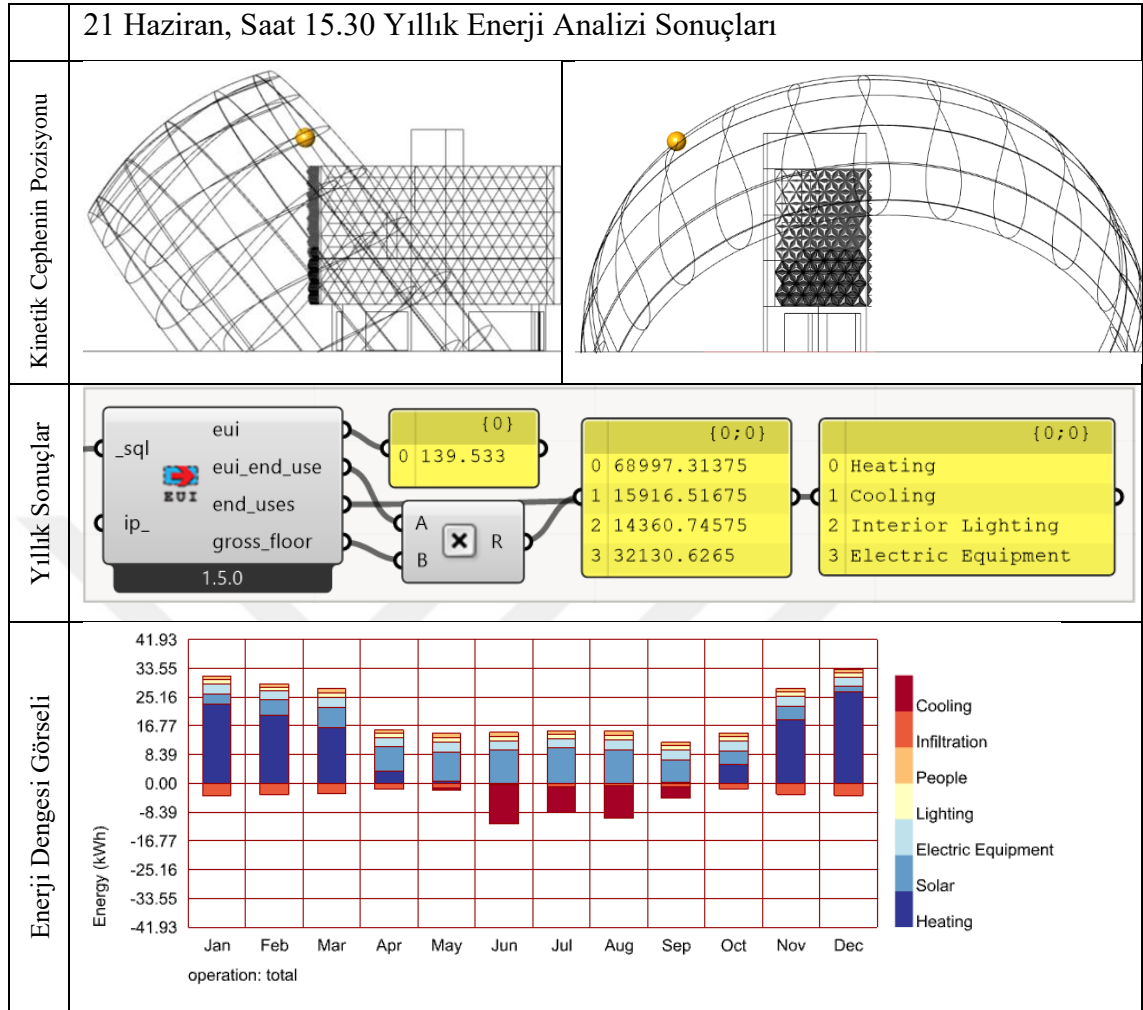 21 Haziran, Saat 15.30 Yıllık Enerji Analizi Sonuçları
Kinetik Cephenin Pozisyonu
Yıllık Sonuçlar
_sql
ip_
EUI
eui
eui_end_use
end_uses
gross_floor
1.5.0
{0}
0 139.533
A
B
R
{0;0}
0 68997.31375
1 15916.51675
2 14360.74575
3 32130.6265
{0;0}
0 Heating
1 Cooling
2 Interior Lighting
3 Electric Equipment
Enerji Dengesi Görseli
Energy (kWh)
41.93
33.55
25.16
16.77
8.39
0.00
-8.39
-16.77
-25.16
-33.55
-41.93
Jan Feb Mar Apr May Jun Jul Aug Sep Oct Nov Dec
operation: total
Cooling
Infiltration
People
Lighting
Electric Equipment
Solar
Heating